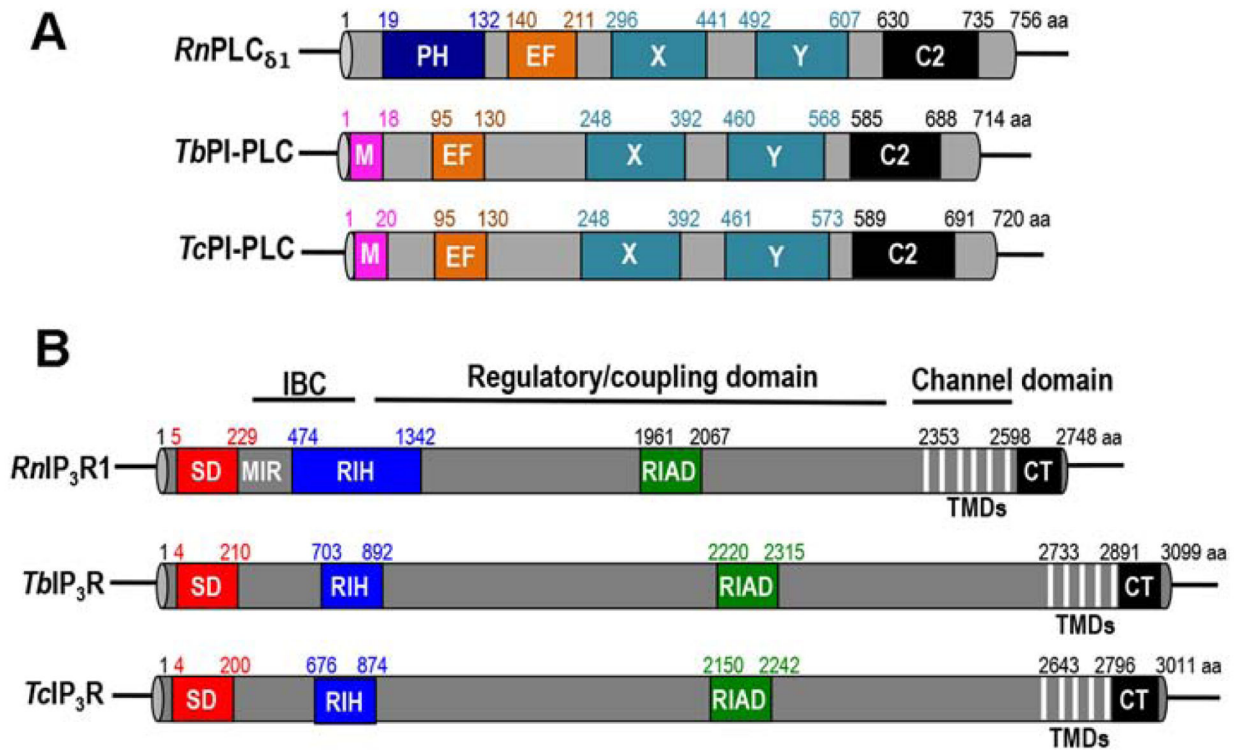 A
1 19 132 140 211 296 441 492 607 630 735 756 aa
RnPLCδ1 PH EF X Y C2
1 18 95 130 248 392 460 568 585 688 714 aa
TbPI-PLC M EF X Y C2
1 20 95 130 248 392 461 573 589 691 720 aa
TcPI-PLC M EF X Y C2
B
IBC Regulatory/coupling domain Channel domain
1 5 229 474 1342 1961 2067 2353 2598 2748 aa
RnIP3R1 SD MIR RIH RIAD CT
TMDs
1 4 210 703 892 2220 2315 2733 2891 3099 aa
TbIP3R SD RIH RIAD CT
TMDs
1 4 200 676 874 2150 2242 2643 2796 3011 aa
TcIP3R SD RIH RIAD CT
TMDs